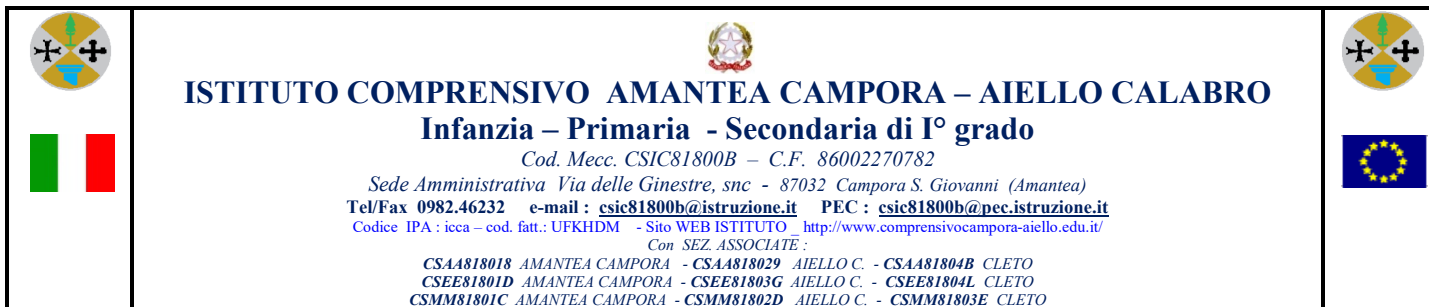 ISTITUTO COMPRENSIVO AMANTEA CAMPORA – AIELLO CALABRO
Infanzia – Primaria - Secondaria di I° grado
Cod. Mecc. CSIC81800B – C.F. 86002270782
Sede Amministrativa Via delle Ginestre, snc - 87032 Campora S. Giovanni (Amantea)
Tel/Fax 0982.46232 e-mail : csic81800b@istruzione.it PEC : csic81800b@pec.istruzione.it
Codice IPA : icca – cod. fatt.: UFKHDM - Sito WEB ISTITUTO _ http://www.comprensivocampora-aiello.edu.it/
Con SEZ. ASSOCIATE :
CSAA818018 AMANTEA CAMPORA - CSAA818029 AIELLO C. - CSAA81804B CLETO
CSEE81801D AMANTEA CAMPORA - CSEE81803G AIELLO C. - CSEE81804L CLETO
CSMM81801C AMANTEA CAMPORA - CSMM81802D AIELLO C. - CSMM81803E CLETO